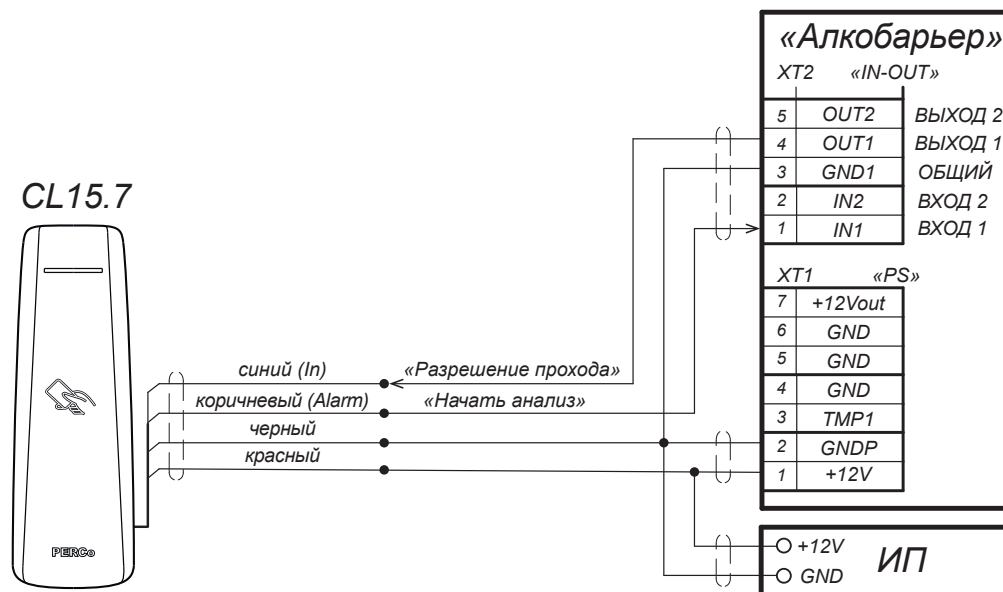 «Алкобарьер»
XT2 «IN-OUT»
5 OUT2 ВЫХОД 2
4 OUT1 ВЫХОД 1
3 GND1 ОБЩИЙ
2 IN2 ВХОД 2
1 IN1 ВХОД 1
CL15.7
XT1 «PS»
7 +12Vout
6 GND
5 GND
4 GND
3 TMP1
2 GNDP
1 +12V
синий (In) «Разрешение прохода»
коричневый (Alarm) «Начать анализ»
черный
красный
PERCo
+12V
GND
ИП